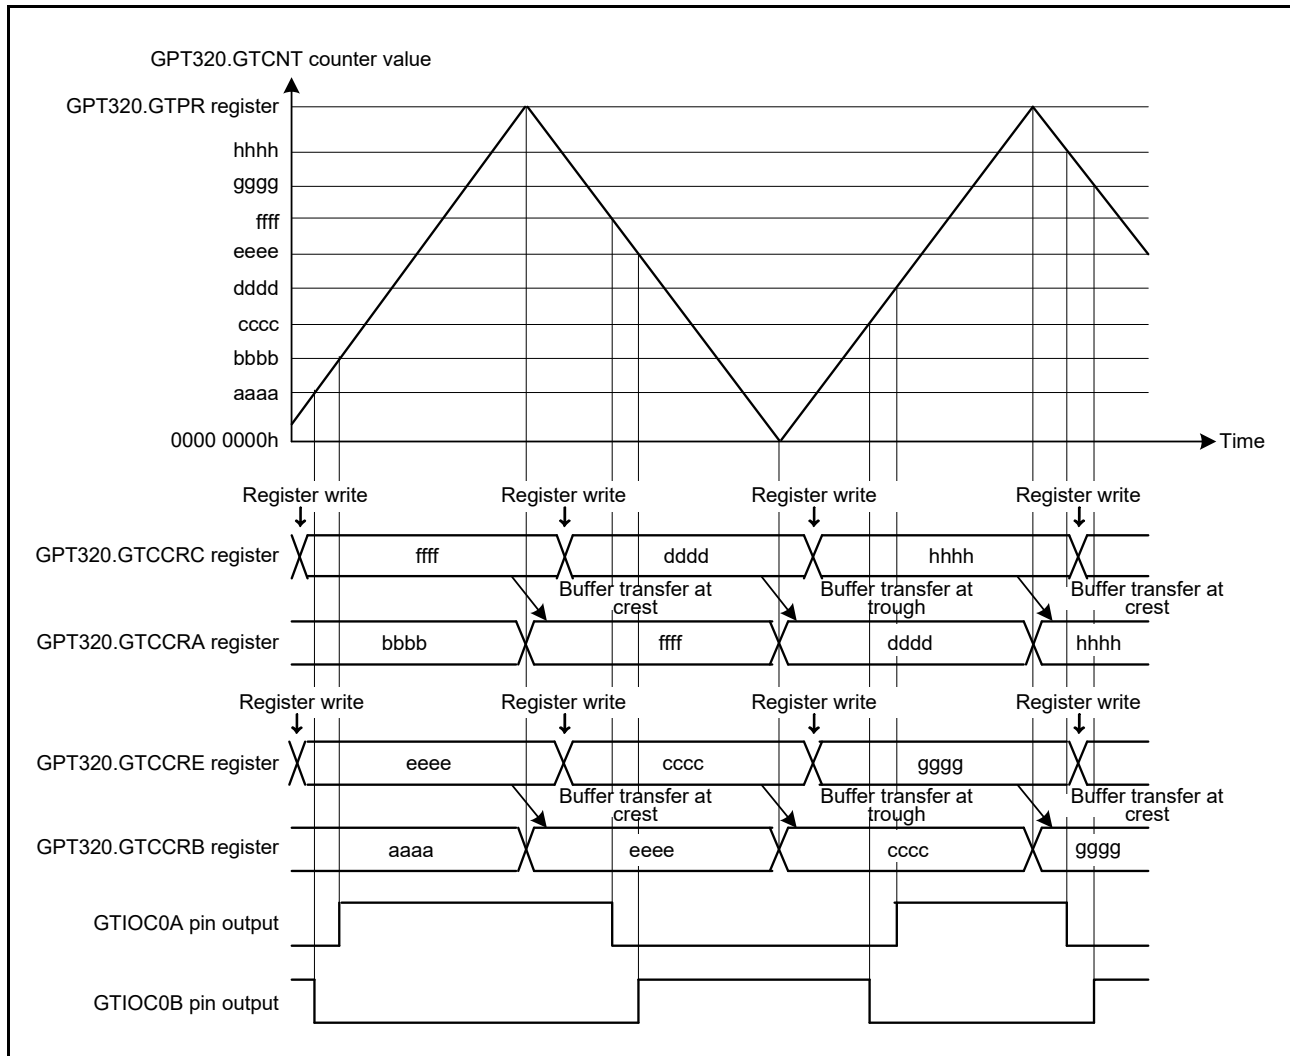 GPT320.GTCNT counter value
GPT320.GTPR register
hhhh
gggg
ffff
eeee
dddd
cccc
bbbb
aaaa
0000 0000h
Time
Register write Register write Register write Register write
GPT320.GTCCRC register ffff dddd hhhh
Buffer transfer at crest Buffer transfer at trough Buffer transfer at crest
GPT320.GTCCRA register bbbb ffff dddd hhhh
Register write Register write Register write Register write
GPT320.GTCCRE register eeee cccc gggg
Buffer transfer at crest Buffer transfer at trough Buffer transfer at crest
GPT320.GTCCRB register aaaa eeee cccc gggg
GTIOC0A pin output
GTIOC0B pin output